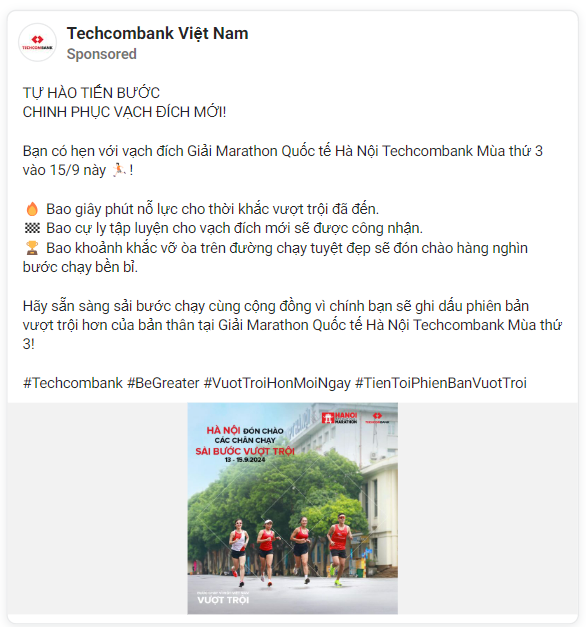 TECHCOMBANK
Techcombank Việt Nam
Sponsored
TỰ HÀO TIẾN BƯỚC
CHINH PHỤC VẠCH ĐÍCH MỚI!
Bạn có hẹn với vạch đích Giải Marathon Quốc tế Hà Nội Techcombank Mùa thứ 3
vào 15/9 này 🏃!
🔥 Bao giây phút nỗ lực cho thời khắc vượt trội đã đến.
🏁 Bao cự ly tập luyện cho vạch đích mới sẽ được công nhận.
🏆 Bao khoảnh khắc vỡ òa trên đường chạy tuyệt đẹp sẽ đón chào hàng nghìn
bước chạy bền bỉ.
Hãy sẵn sàng sải bước chạy cùng cộng đồng vì chính bạn sẽ ghi dấu phiên bản
vượt trội hơn của bản thân tại Giải Marathon Quốc tế Hà Nội Techcombank Mùa thứ
3!
#Techcombank #BeGreater #VuotTroiHonMoiNgay #TienToiPhienBanVuotTroi
HANOI
MARATHON
TECHCOMBANK
HÀ NỘI ĐÓN CHÀO
CÁC CHÂN CHẠY
SẢI BƯỚC VƯỢT TRỘI
13 - 15.9.2024
VƯỢT TRỘI